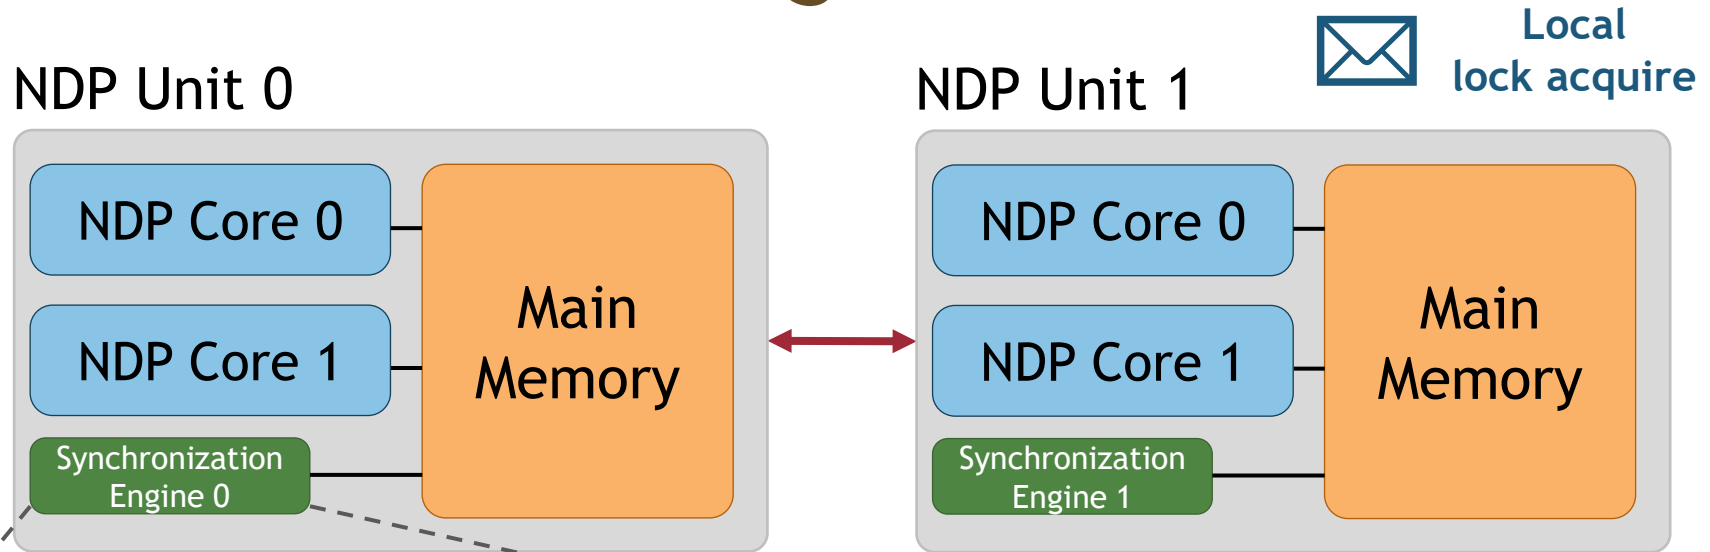 Local
lock acquire
NDP Unit 0
NDP Core 0
NDP Core 1
Synchronization
Engine 0
Main
Memory
NDP Unit 1
NDP Core 0
NDP Core 1
Synchronization
Engine 1
Main
Memory